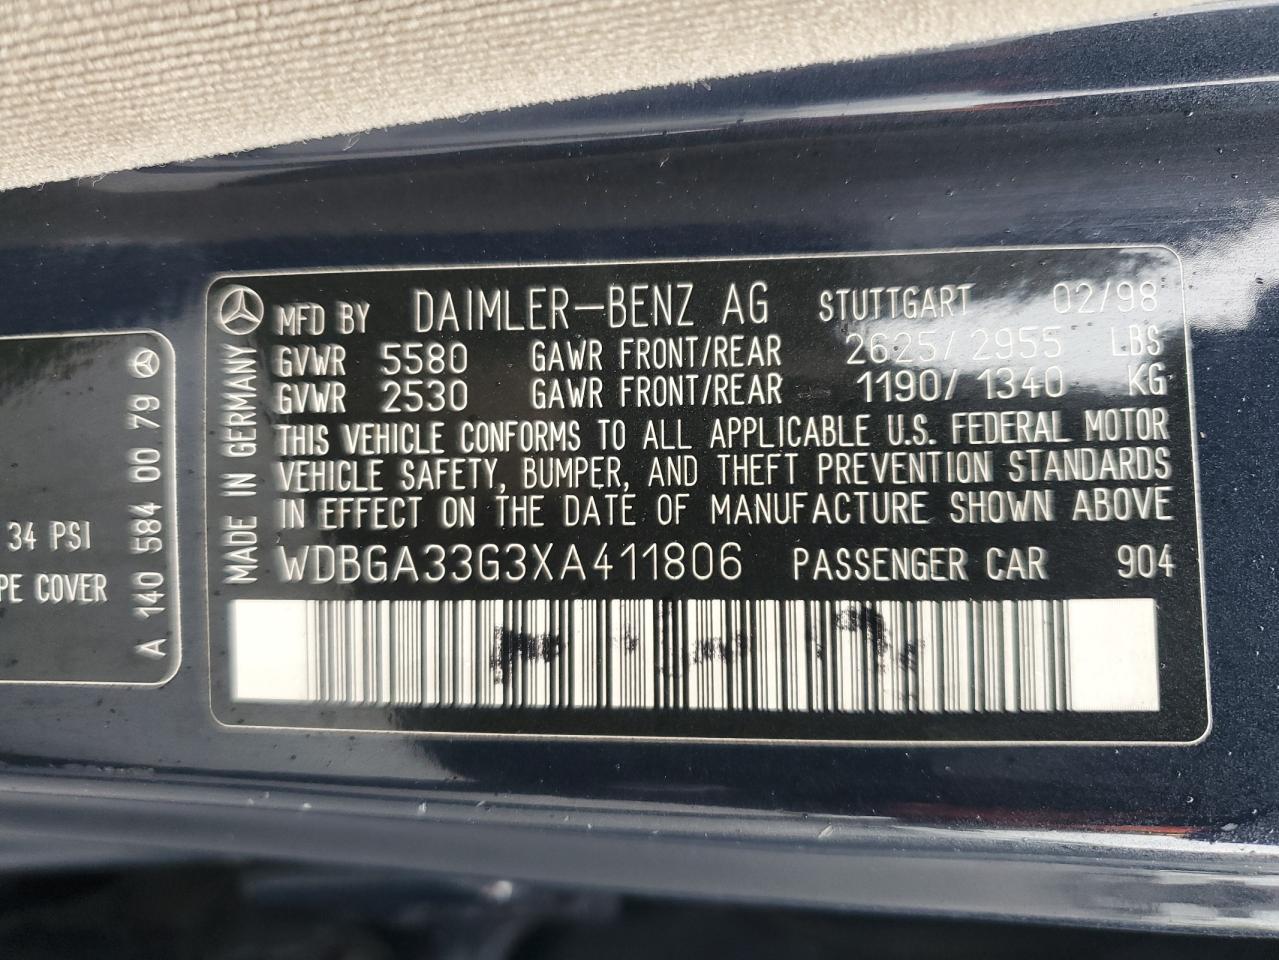 MFD BY DAIMLER-BENZ AG STUTTGART 02/98
GVWR 5580 GAWR FRONT/REAR 2625/2955 LBS
GVWR 2530 GAWR FRONT/REAR 1190/1340 KG
THIS VEHICLE CONFORMS TO ALL APPLICABLE U.S. FEDERAL MOTOR
VEHICLE SAFETY, BUMPER, AND THEFT PREVENTION STANDARDS
IN EFFECT ON THE DATE OF MANUFACTURE SHOWN ABOVE
WDBGA33G3XA411806 PASSENGER CAR 904
MADE IN GERMANY
34 PSI
PE COVER
A 140 584 00 79